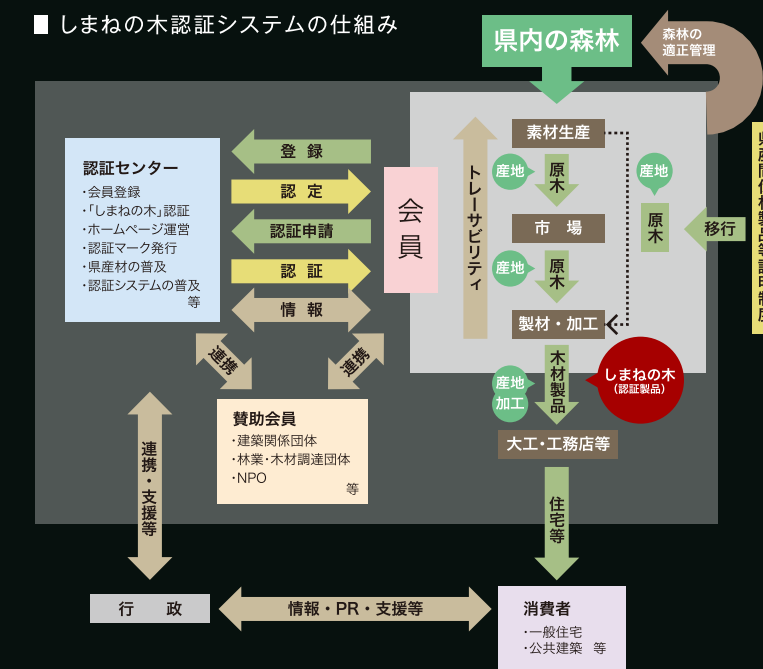 しまねの木認証システムの仕組み
県内の森林
森林の
適正管理
認証センター
・会員登録
・「しまねの木」認証
・ホームページ運営
・認証マーク発行
・県産材の普及
・認証システムの普及
等
登 録
認 定
認証申請
認 証
情 報
会員
トレーサビリティ
素材生産
産地
原木
市 場
産地
原木
製材・加工
産地
原木
移行
木材製品
産地
加工
しまねの木
（認証製品）
大工・工務店等
連携
連携
賛助会員
・建築関係団体
・林業・木材調達団体
・NPO
等
連携・支援等
住宅等
行 政
情報・PR・支援等
消費者
・一般住宅
・公共建築 等